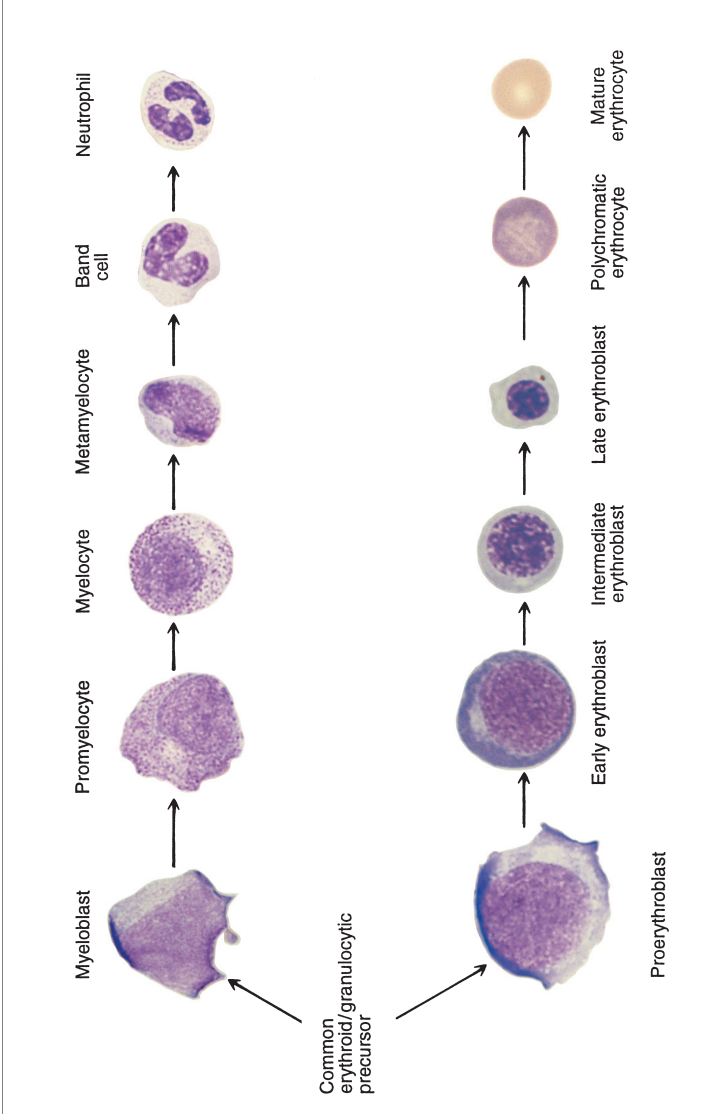 Common
erythroid/granulocytic
precursor
Myeloblast
Promyelocyte
Myelocyte
Metamyelocyte
Band
cell
Neutrophil
Proerythroblast
Early erythroblast
Intermediate
erythroblast
Late erythroblast
Polychromatic
erythrocyte
Mature
erythrocyte